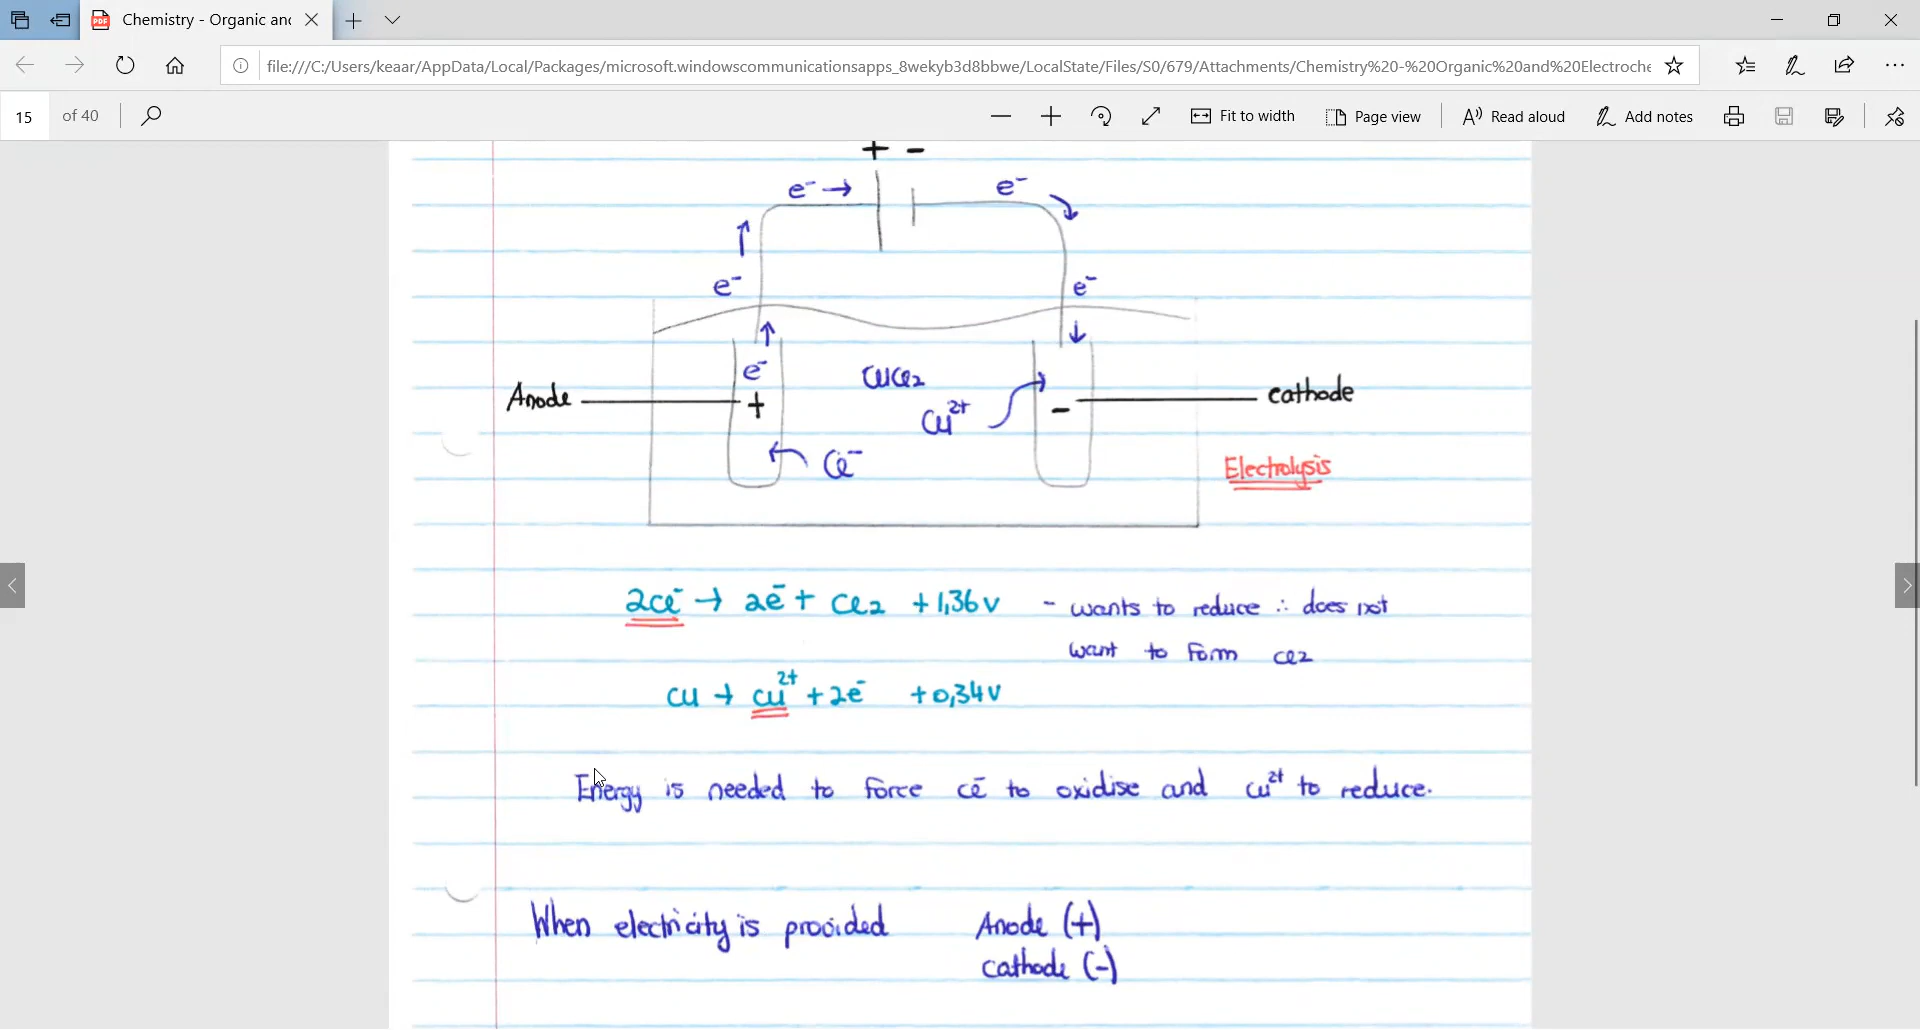 Chemistry - Organic and
file:///C:/Users/keaar/AppData/Local/Packages/microsoft.windowscommunicationsapps_8wekyb3d8bbwe/LocalState/Files/S0/679/Attachments/Chemistry%20-%20Organic%20and%20Electroche
15 of 40
Fit to width
Page view
Read aloud
Add notes
+ -
e⁻ → e⁻
e⁻ e⁻
e⁻ CuCl2
Anode + Cu²⁺ - cathode
Cl⁻
Electrolysis
2Cl⁻ → 2e⁻ + Cl2 +1,36V - wants to reduce ∴ does not
want to form Cl2
Cu → Cu²⁺ + 2e⁻ +0,34V
Energy is needed to force Cl⁻ to oxidise and Cu²⁺ to reduce.
When electricity is provided Anode (+)
cathode (-)